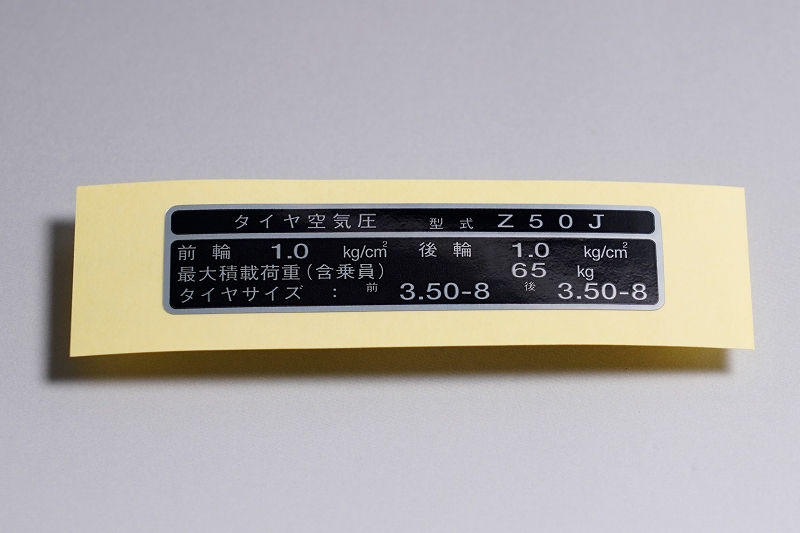 タイヤ空気圧 型式 Z50J
前輪 1.0 kg/cm² 後輪 1.0 kg/cm²
最大積載荷重(含乗員) 65 kg
タイヤサイズ : 前 3.50-8 後 3.50-8